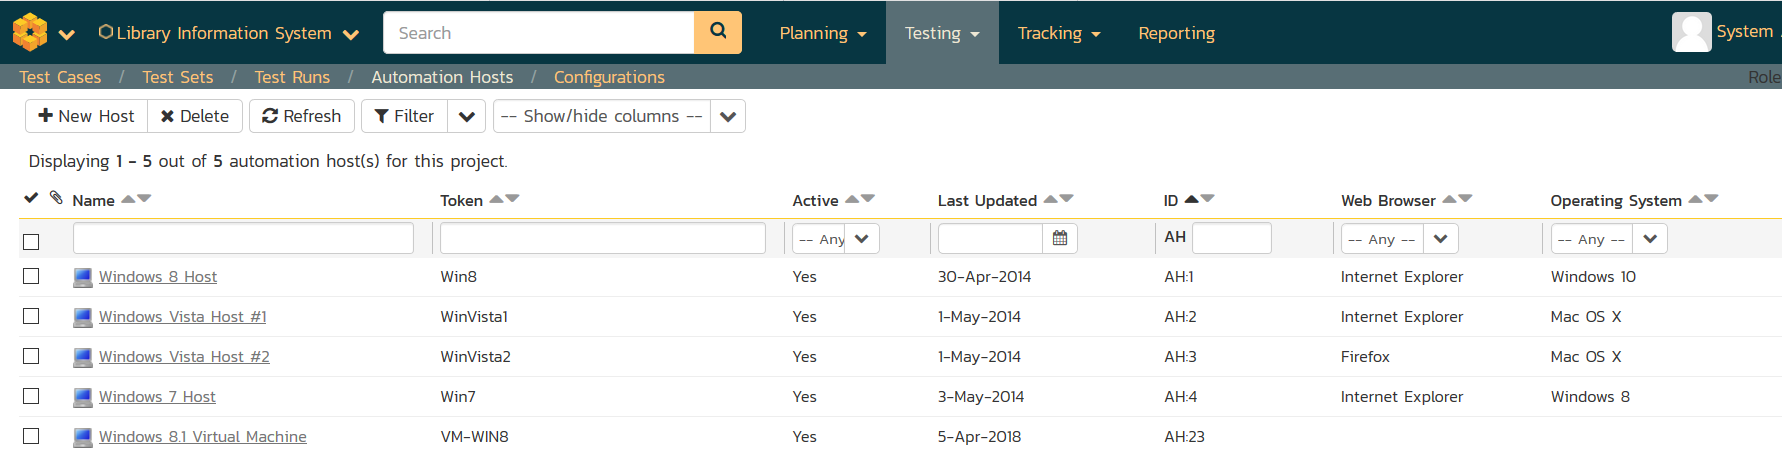 Library Information System Search Planning Testing Tracking Reporting System
Test Cases / Test Sets / Test Runs / Automation Hosts / Configurations Role
New Host Delete Refresh Filter -- Show/hide columns --
Displaying 1 - 5 out of 5 automation host(s) for this project.
Name Token Active Last Updated ID Web Browser Operating System
-- Any AH -- Any -- -- Any --
Windows 8 Host Win8 Yes 30-Apr-2014 AH:1 Internet Explorer Windows 10
Windows Vista Host #1 WinVista1 Yes 1-May-2014 AH:2 Internet Explorer Mac OS X
Windows Vista Host #2 WinVista2 Yes 1-May-2014 AH:3 Firefox Mac OS X
Windows 7 Host Win7 Yes 3-May-2014 AH:4 Internet Explorer Windows 8
Windows 8.1 Virtual Machine VM-WIN8 Yes 5-Apr-2018 AH:23